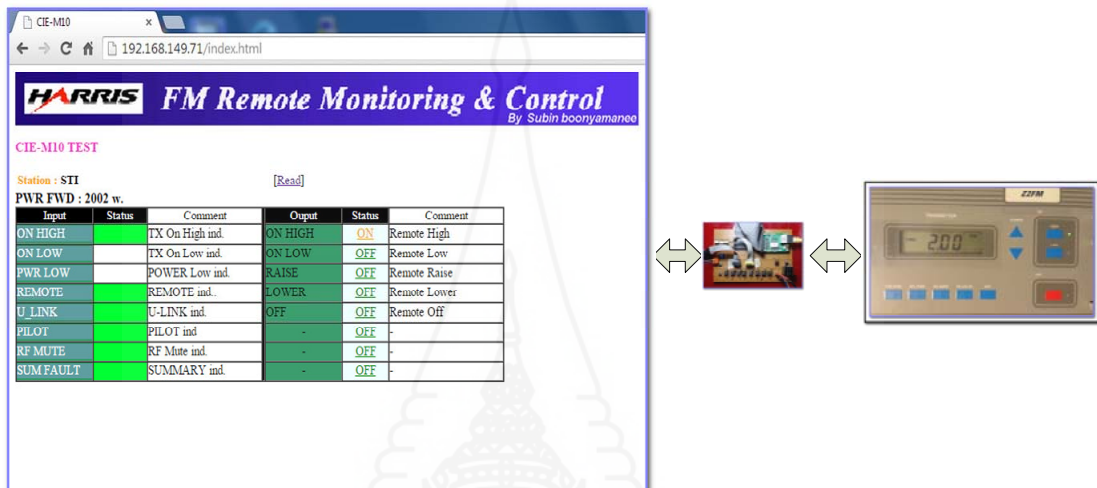 CIE-M10
192.168.149.71/index.html
HARRIS FM Remote Monitoring & Control
By Subin boonyamanee
CIE-M10 TEST
Station : STI [Read]
PWR FWD : 2002 w.
Input Status Comment Ouput Status Comment
ON HIGH TX On High ind. ON HIGH ON Remote High
ON LOW TX On Low ind. ON LOW OFF Remote Low
PWR LOW POWER Low ind. RAISE OFF Remote Raise
REMOTE REMOTE ind.. LOWER OFF Remote Lower
U_LINK U-LINK ind. OFF OFF Remote Off
PILOT PILOT ind - OFF -
RF MUTE RF Mute ind. - OFF -
SUM FAULT SUMMARY ind. - OFF -
Z2FM
2.00